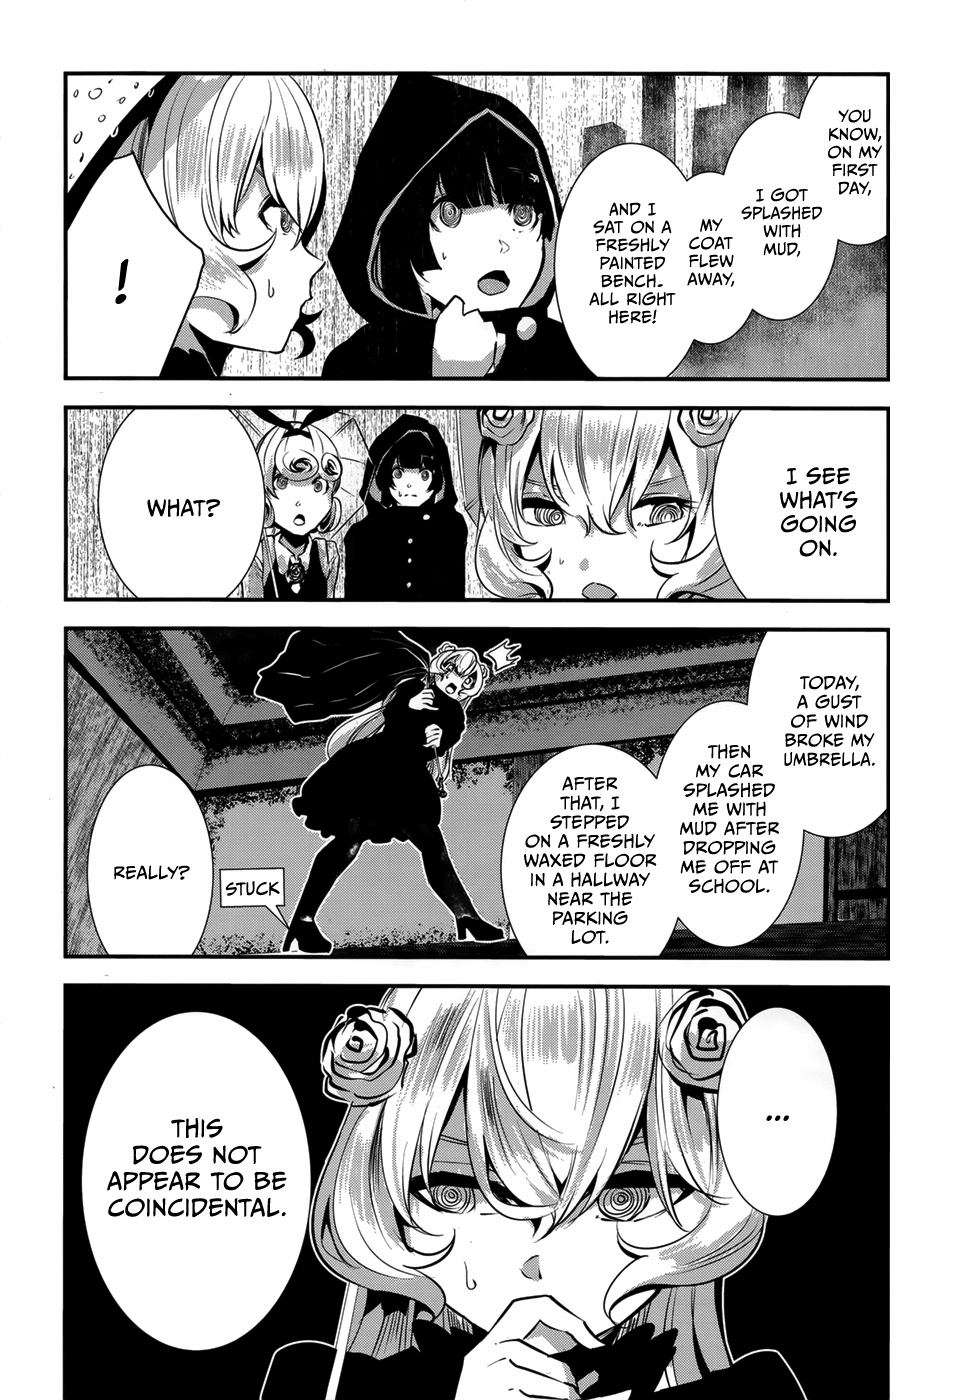 YOU
KNOW,
ON MY
FIRST
DAY,
I GOT
SPLASHED
WITH
MUD,
MY
COAT
FLEW
AWAY,
AND I
SAT ON A
FRESHLY
PAINTED
BENCH.
ALL RIGHT
HERE!
!
I SEE
WHAT'S
GOING
ON.
WHAT?
TODAY,
A GUST
OF WIND
BROKE MY
UMBRELLA.
THEN
MY CAR
SPLASHED
ME WITH
MUD AFTER
DROPPING
ME OFF AT
SCHOOL.
AFTER
THAT, I
STEPPED
ON A
FRESHLY
WAXED FLOOR
IN A HALLWAY
NEAR THE
PARKING
LOT.
STUCK
REALLY?
...
THIS
DOES NOT
APPEAR TO BE
COINCIDENTAL.